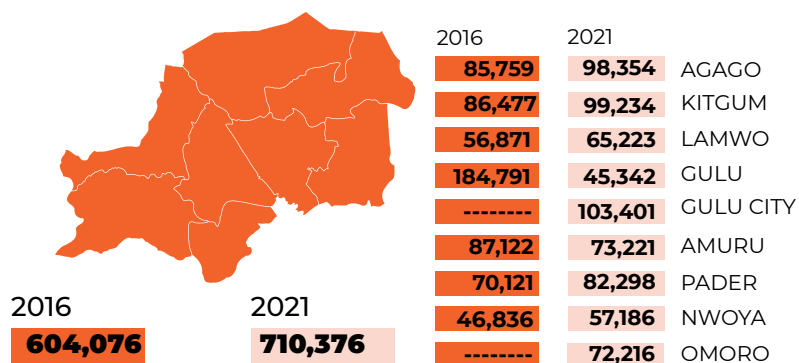 2016 2021
85,759 98,354 AGAGO
86,477 99,234 KITGUM
56,871 65,223 LAMWO
184,791 45,342 GULU
-------- 103,401 GULU CITY
87,122 73,221 AMURU
70,121 82,298 PADER
46,836 57,186 NWOYA
-------- 72,216 OMORO
2016 2021
604,076 710,376